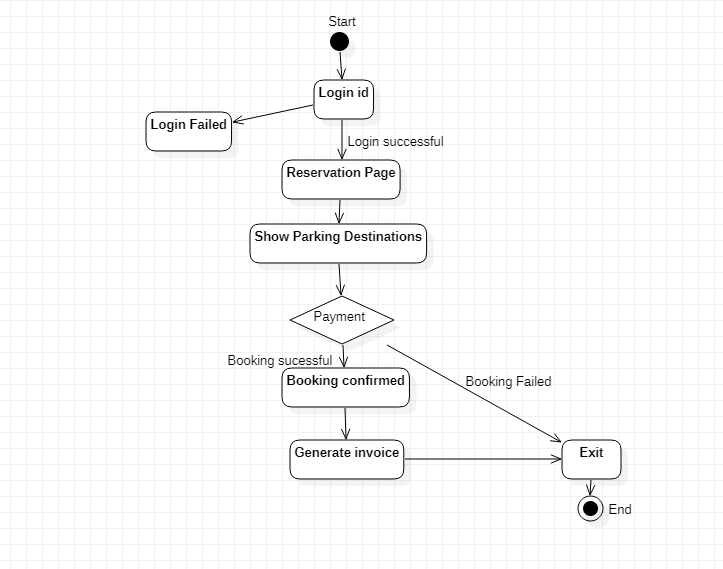 Start
Login id
Login Failed
Login successful
Reservation Page
Show Parking Destinations
Payment
Booking sucessful
Booking confirmed
Booking Failed
Generate invoice
Exit
End